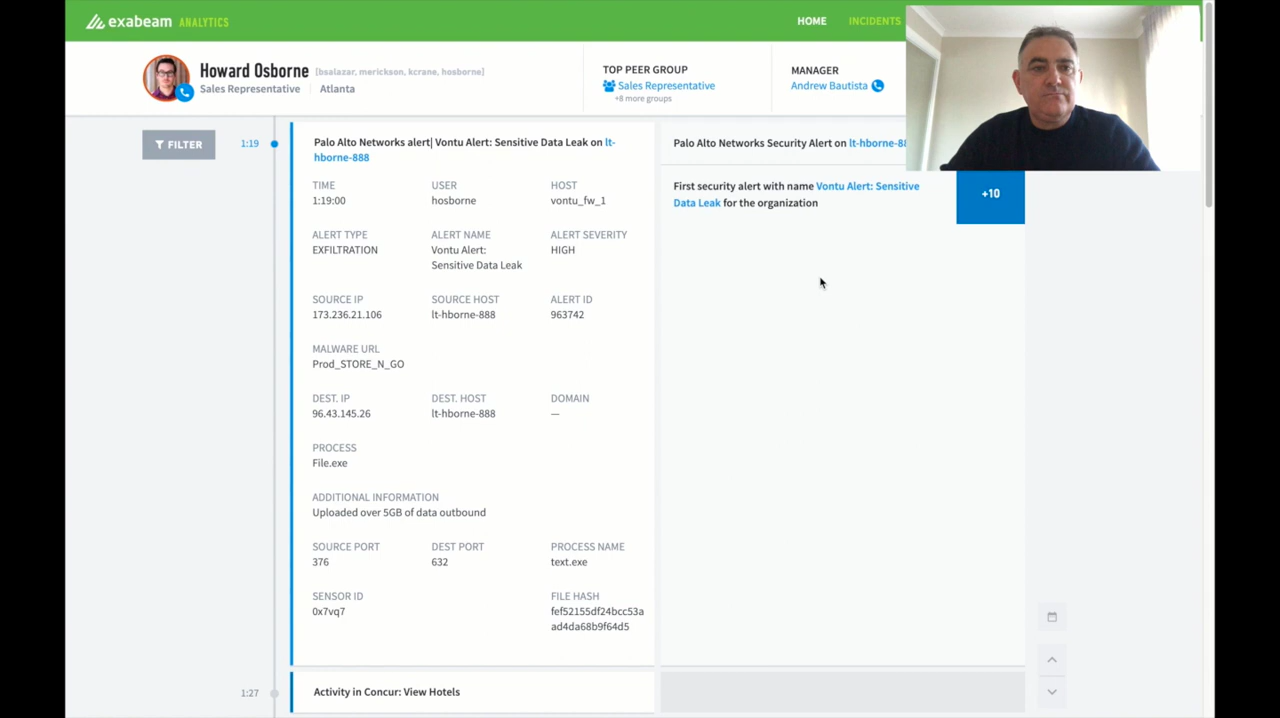 exabeam ANALYTICS
HOME
INCIDENTS
Howard Osborne [bsalazar, merickson, kcrane, hosborne]
Sales Representative Atlanta
TOP PEER GROUP
Sales Representative
+8 more groups
MANAGER
Andrew Bautista
FILTER
1:19
Palo Alto Networks alert| Vontu Alert: Sensitive Data Leak on lt-
hborne-888
TIME
1:19:00
USER
hosborne
HOST
vontu_fw_1
ALERT TYPE
EXFILTRATION
ALERT NAME
Vontu Alert:
Sensitive Data Leak
ALERT SEVERITY
HIGH
SOURCE IP
173.236.21.106
SOURCE HOST
lt-hborne-888
ALERT ID
963742
MALWARE URL
Prod_STORE_N_GO
DEST. IP
96.43.145.26
DEST. HOST
lt-hborne-888
DOMAIN
—
PROCESS
File.exe
ADDITIONAL INFORMATION
Uploaded over 5GB of data outbound
SOURCE PORT
376
DEST PORT
632
PROCESS NAME
text.exe
SENSOR ID
0x7vq7
FILE HASH
fef52155df24bcc53a
ad4da68b9f64d5
Palo Alto Networks Security Alert on lt-hborne-88
First security alert with name Vontu Alert: Sensitive
Data Leak for the organization
+10
1:27
Activity in Concur: View Hotels